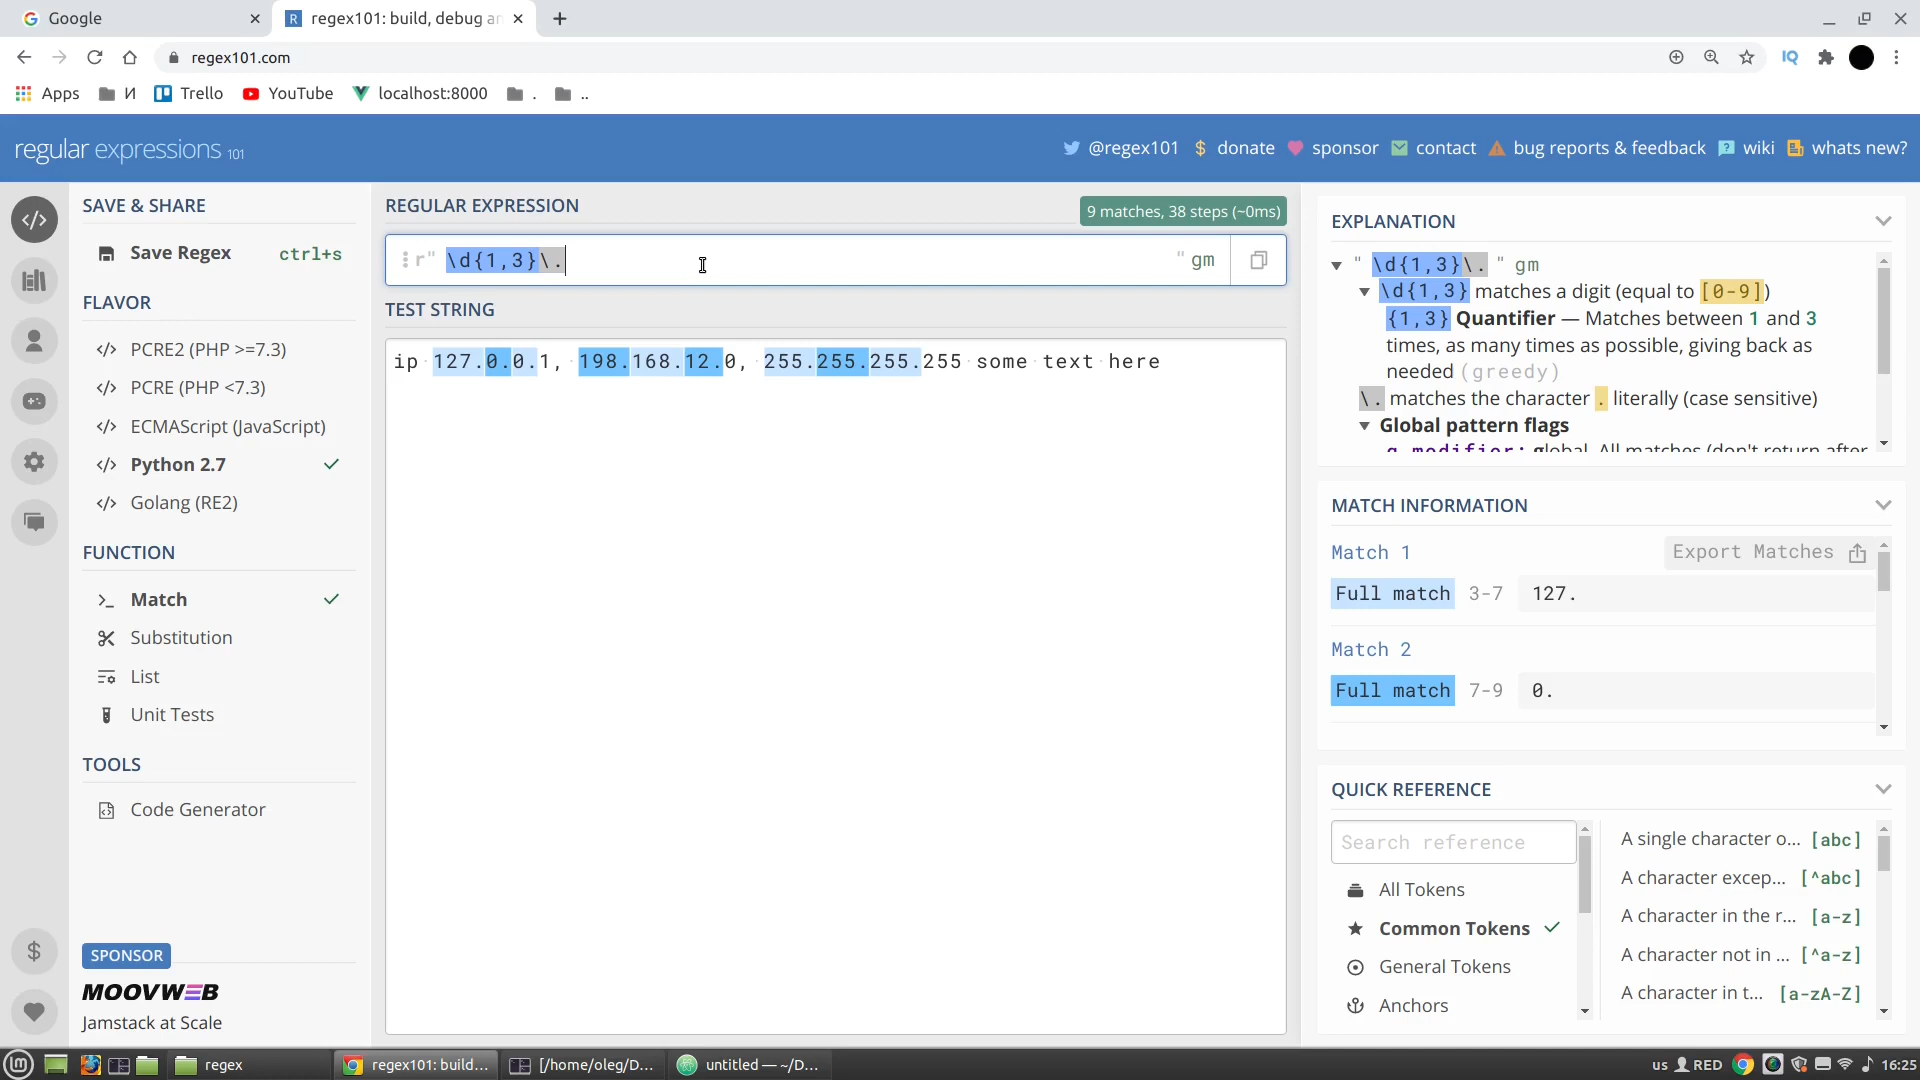 Google
regex101: build, debug an
regex101.com
IQ
Apps
И
Trello
YouTube
localhost:8000
.
..
regular expressions 101
@regex101
donate
sponsor
contact
bug reports & feedback
wiki
whats new?
SAVE & SHARE
Save Regex
ctrl+s
FLAVOR
PCRE2 (PHP >=7.3)
PCRE (PHP <7.3)
ECMAScript (JavaScript)
Python 2.7
Golang (RE2)
FUNCTION
Match
Substitution
List
Unit Tests
TOOLS
Code Generator
SPONSOR
MOOVWEB
Jamstack at Scale
REGULAR EXPRESSION
9 matches, 38 steps (~0ms)
r" \d{1,3}\. " gm
TEST STRING
ip 127.0.0.1, 198.168.12.0, 255.255.255.255 some text here
EXPLANATION
" \d{1,3}\. " gm
\d{1,3} matches a digit (equal to [0-9])
{1,3} Quantifier — Matches between 1 and 3
times, as many times as possible, giving back as
needed (greedy)
\. matches the character . literally (case sensitive)
Global pattern flags
g modifier: global. All matches (don't return after
MATCH INFORMATION
Match 1
Export Matches
Full match 3-7 127.
Match 2
Full match 7-9 0.
QUICK REFERENCE
Search reference
All Tokens
Common Tokens
General Tokens
Anchors
A single character o... [abc]
A character excep... [^abc]
A character in the r... [a-z]
A character not in ... [^a-z]
A character in t... [a-zA-Z]
regex
regex101: build...
[/home/oleg/D...
untitled — ~/D...
us
RED
16:25